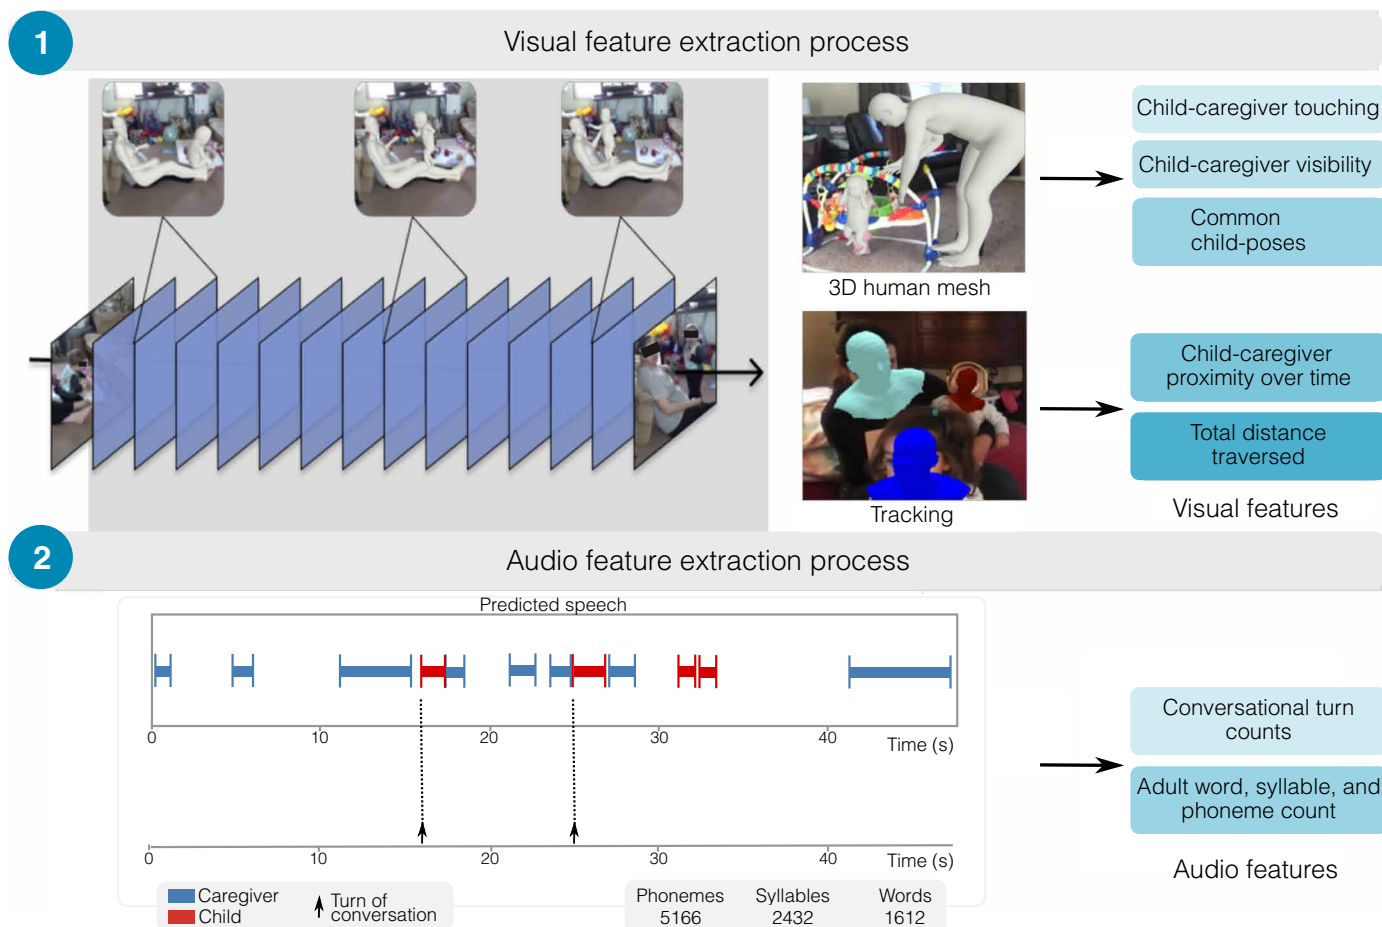 1
Visual feature extraction process
Child-caregiver touching
Child-caregiver visibility
Common
child-poses
3D human mesh
Child-caregiver
proximity over time
Total distance
traversed
Tracking
Visual features
2
Audio feature extraction process
Predicted speech
0 10 20 30 40 Time (s)
0 10 20 30 40 Time (s)
Caregiver
Child
Turn of
conversation
Phonemes Syllables Words
5166 2432 1612
Conversational turn
counts
Adult word, syllable, and
phoneme count
Audio features